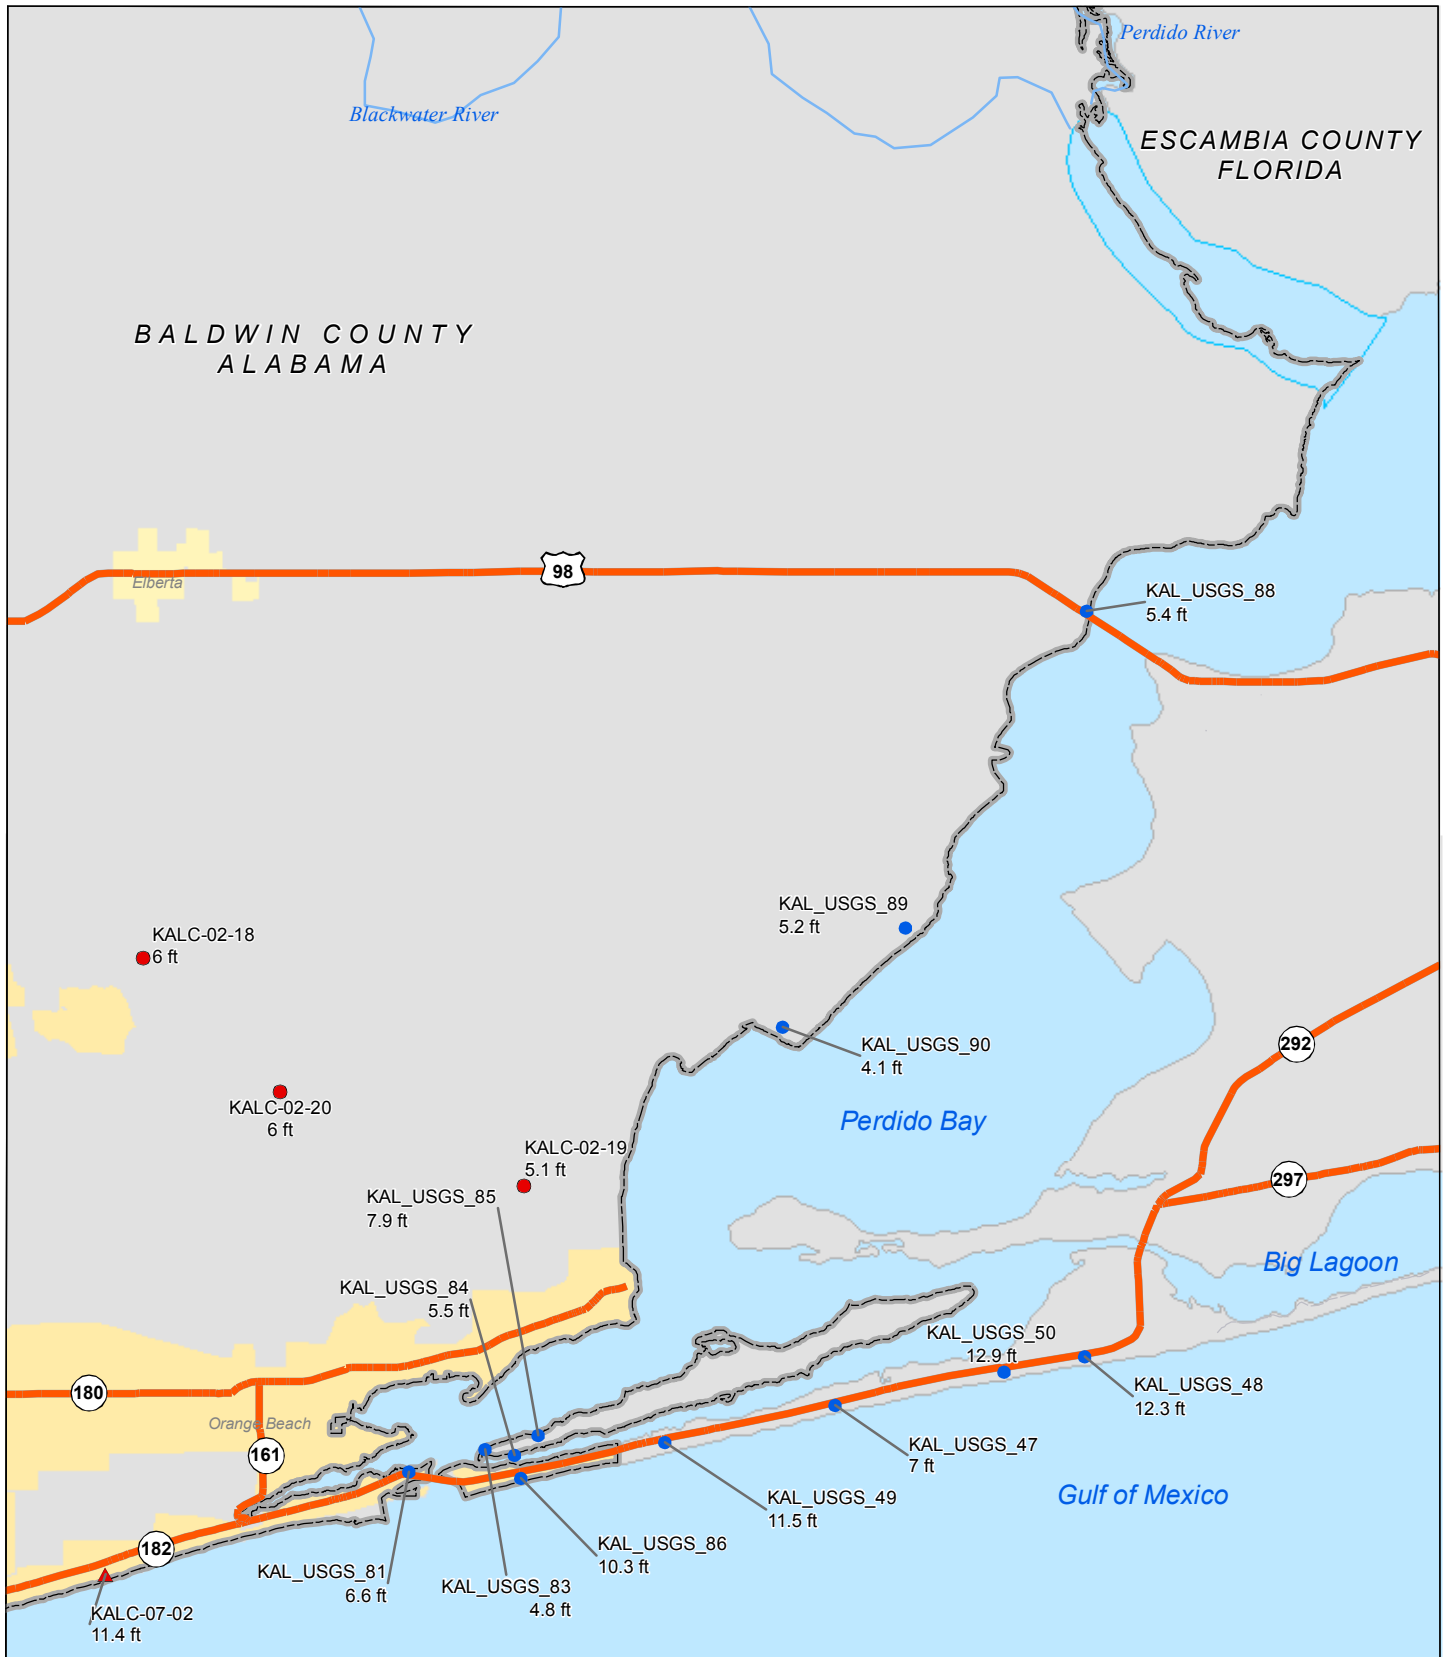 Perdido River
Blackwater River
ESCAMBIA COUNTY
FLORIDA
BALDWIN COUNTY
ALABAMA
98
Elberta
KAL_USGS_88
5.4 ft
KAL_USGS_89
5.2 ft
KALC-02-18
6 ft
KAL_USGS_90
4.1 ft
292
KALC-02-20
6 ft
Perdido Bay
KALC-02-19
5.1 ft
297
KAL_USGS_85
7.9 ft
Big Lagoon
KAL_USGS_84
5.5 ft
KAL_USGS_50
12.9 ft
180
KAL_USGS_48
12.3 ft
Orange Beach
161
KAL_USGS_47
7 ft
Gulf of Mexico
KAL_USGS_49
11.5 ft
182
KAL_USGS_86
10.3 ft
KAL_USGS_81
6.6 ft
KAL_USGS_83
4.8 ft
KALC-07-02
11.4 ft